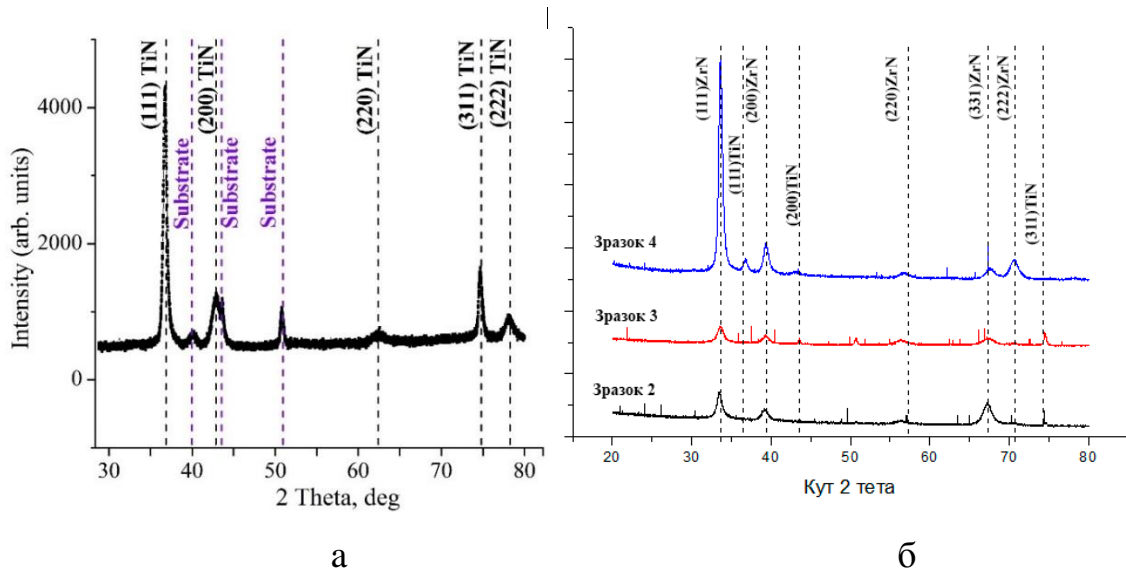 (111) TiN
Substrate
(200) TiN
Substrate
Substrate
(220) TiN
(311) TiN
(222) TiN
Intensity (arb. units)
4000
2000
0
30 40 50 60 70 80
2 Theta, deg
а
(111)ZrN
(111)TiN
(200)ZrN
(200)TiN
(220)ZrN
(331)ZrN
(222)ZrN
(311)TiN
Зразок 4
Зразок 3
Зразок 2
20 30 40 50 60 70 80
Кут 2 тета
б